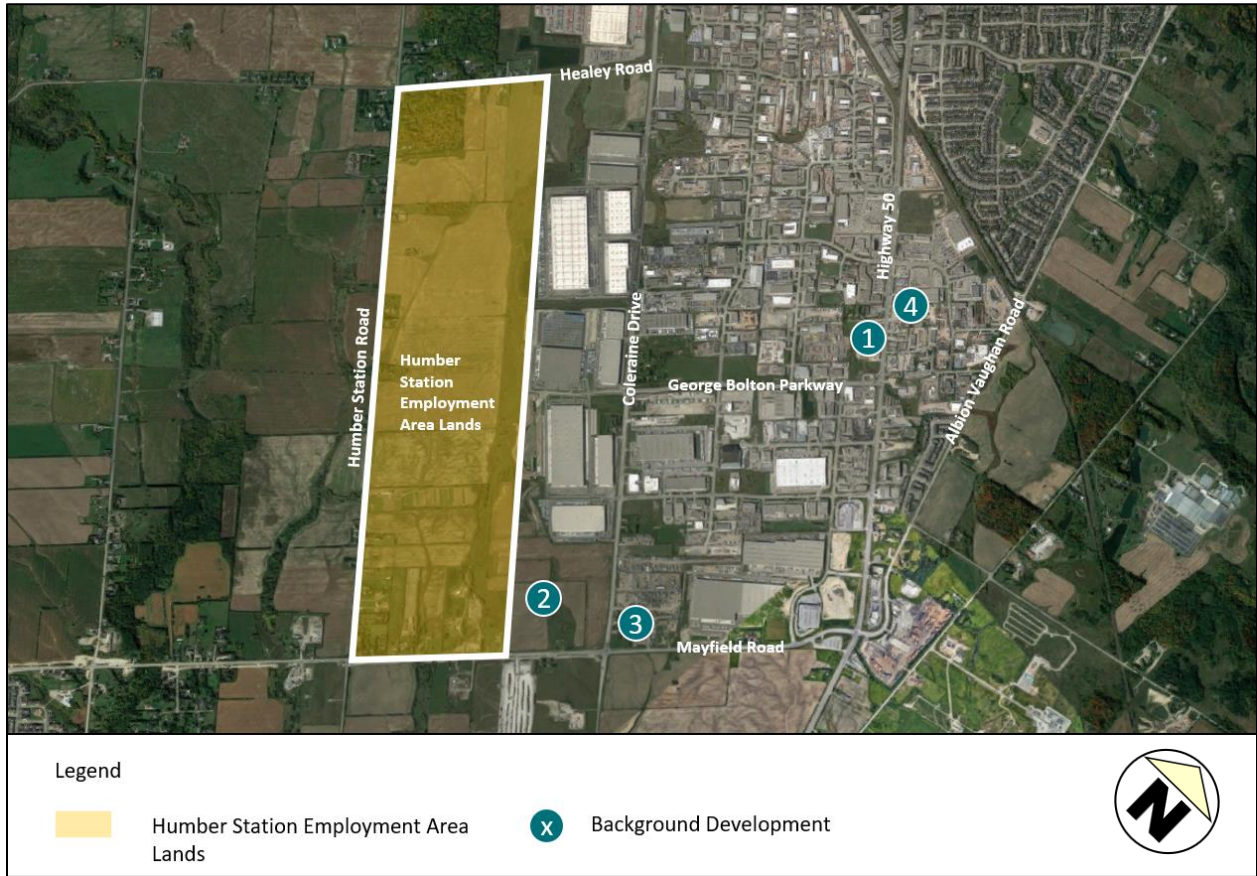 Healey Road
Highway 50
4
1
Humber Station Road
Coleraine Drive
Albion Vaughan Road
Humber
Station
Employment
Area Lands
George Bolton Parkway
2
3
Mayfield Road
Legend
Humber Station Employment Area
Lands
x
Background Development
N